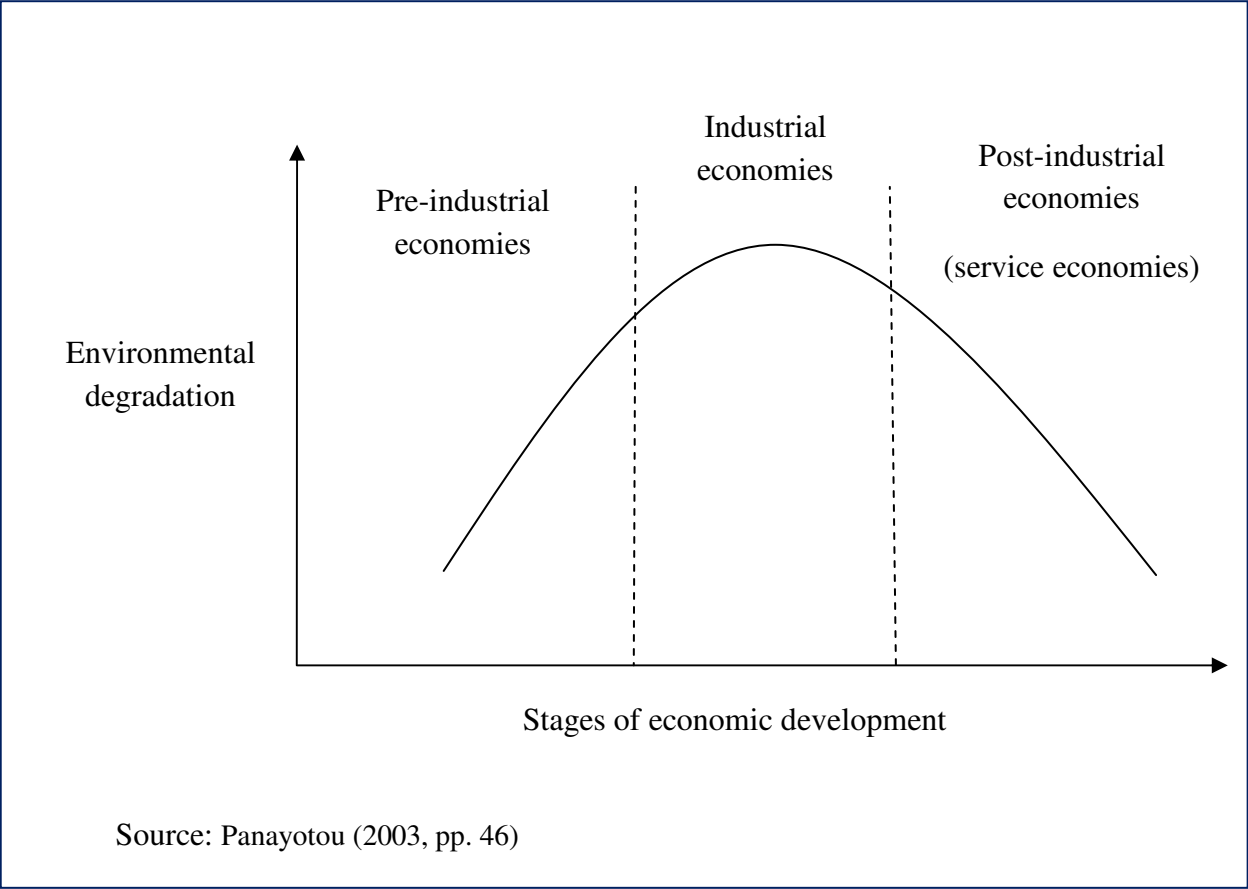 Industrial
economies
Post-industrial
economies
(service economies)
Pre-industrial
economies
Environmental
degradation
Stages of economic development
Source: Panayotou (2003, pp. 46)